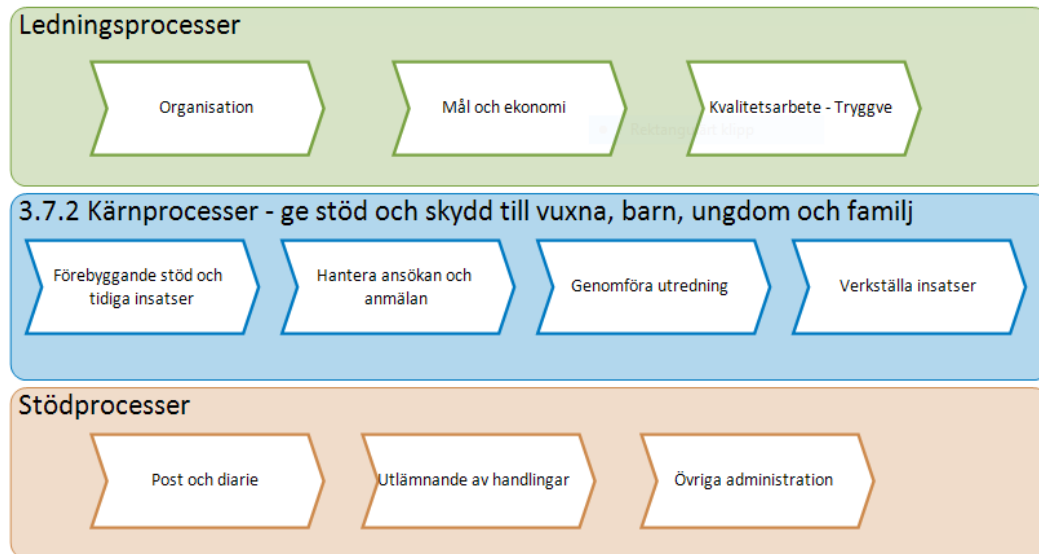 Ledningsprocesser
Organisation
Mål och ekonomi
Kvalitetsarbete - Tryggve
Rektangulärt klipp
3.7.2 Kärnprocesser - ge stöd och skydd till vuxna, barn, ungdom och familj
Förebyggande stöd och
tidiga insatser
Hantera ansökan och
anmälan
Genomföra utredning
Verkställa insatser
Stödprocesser
Post och diarie
Utlämnande av handlingar
Övriga administration